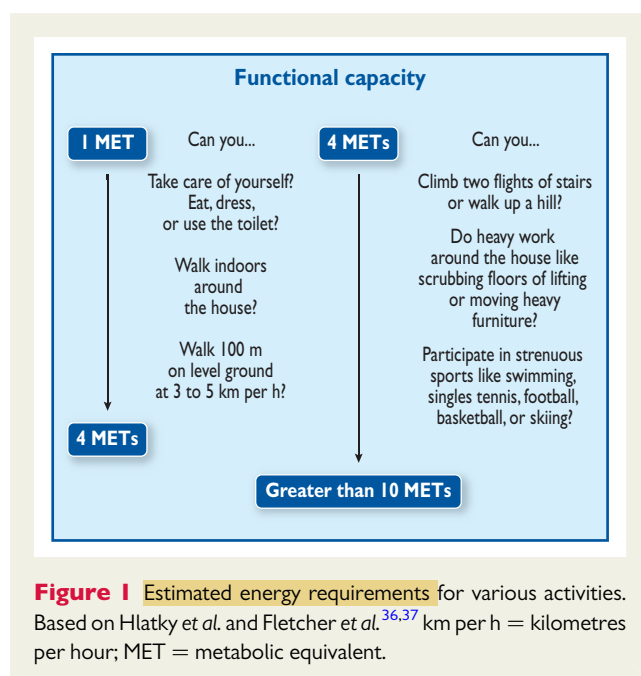 Functional capacity
1 MET
Can you...
Take care of yourself?
Eat, dress,
or use the toilet?
Walk indoors
around
the house?
Walk 100 m
on level ground
at 3 to 5 km per h?
4 METs
4 METs
Can you...
Climb two flights of stairs
or walk up a hill?
Do heavy work
around the house like
scrubbing floors of lifting
or moving heavy
furniture?
Participate in strenuous
sports like swimming,
singles tennis, football,
basketball, or skiing?
Greater than 10 METs
Figure 1 Estimated energy requirements for various activities.
Based on Hlatky et al. and Fletcher et al.36,37 km per h = kilometres
per hour; MET = metabolic equivalent.